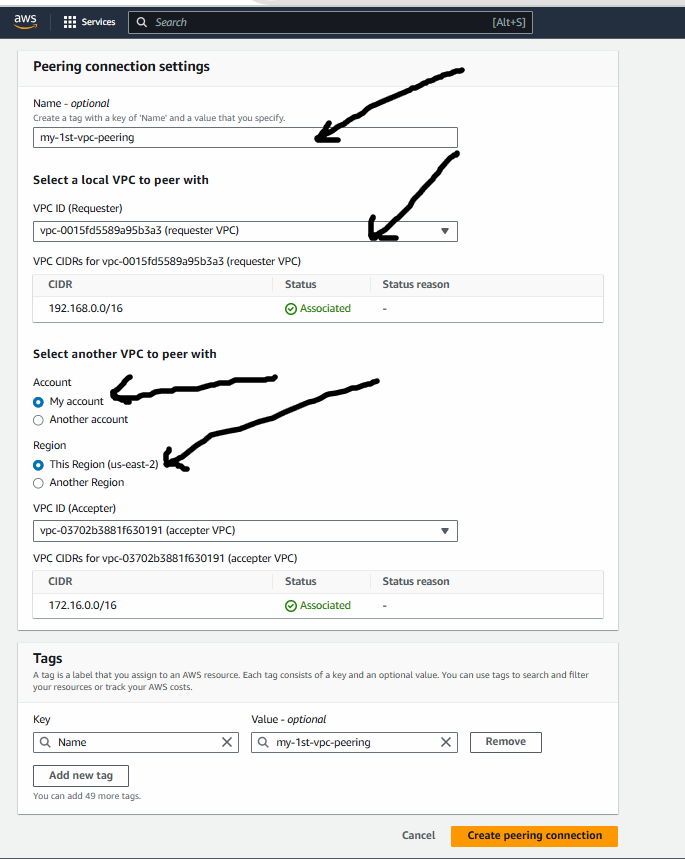 aws
Services
Search
[Alt+S]
Peering connection settings
Name - optional
Create a tag with a key of 'Name' and a value that you specify.
my-1st-vpc-peering
Select a local VPC to peer with
VPC ID (Requester)
vpc-0015fd5589a95b3a3 (requester VPC)
VPC CIDRs for vpc-0015fd5589a95b3a3 (requester VPC)
CIDR Status Status reason
192.168.0.0/16 Associated -
Select another VPC to peer with
Account
My account
Another account
Region
This Region (us-east-2)
Another Region
VPC ID (Accepter)
vpc-03702b3881f630191 (accepter VPC)
VPC CIDRs for vpc-03702b3881f630191 (accepter VPC)
CIDR Status Status reason
172.16.0.0/16 Associated -
Tags
A tag is a label that you assign to an AWS resource. Each tag consists of a key and an optional value. You can use tags to search and filter
your resources or track your AWS costs.
Key Value - optional
Name my-1st-vpc-peering Remove
Add new tag
You can add 49 more tags.
Cancel Create peering connection